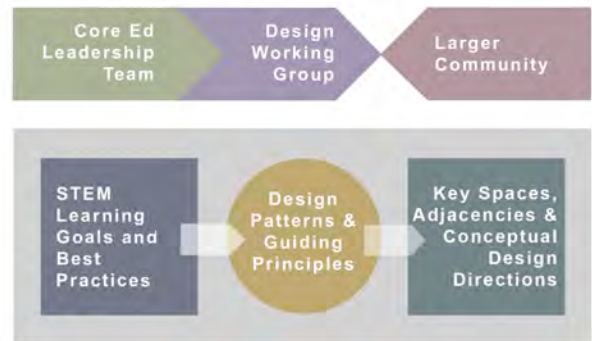 Core Ed
Leadership
Team
Design
Working
Group
Larger
Community
STEM
Learning
Goals and
Best
Practices
Design
Patterns &
Guiding
Principles
Key Spaces,
Adjacencies &
Conceptual
Design
Directions